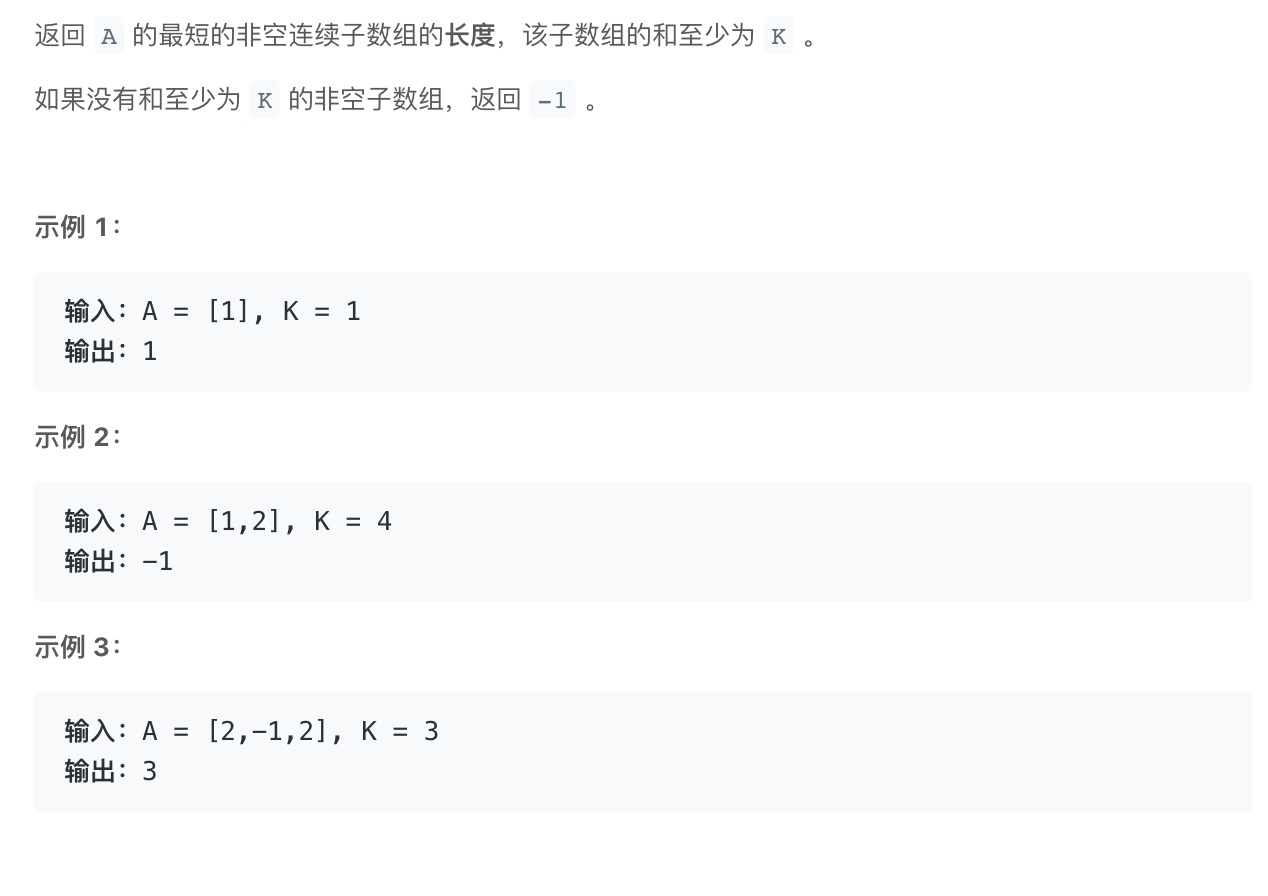 返回 A 的最短的非空连续子数组的长度，该子数组的和至少为 K 。
如果没有和至少为 K 的非空子数组，返回 -1 。
示例 1：
输入：A = [1], K = 1
输出：1
示例 2：
输入：A = [1,2], K = 4
输出：-1
示例 3：
输入：A = [2,-1,2], K = 3
输出：3